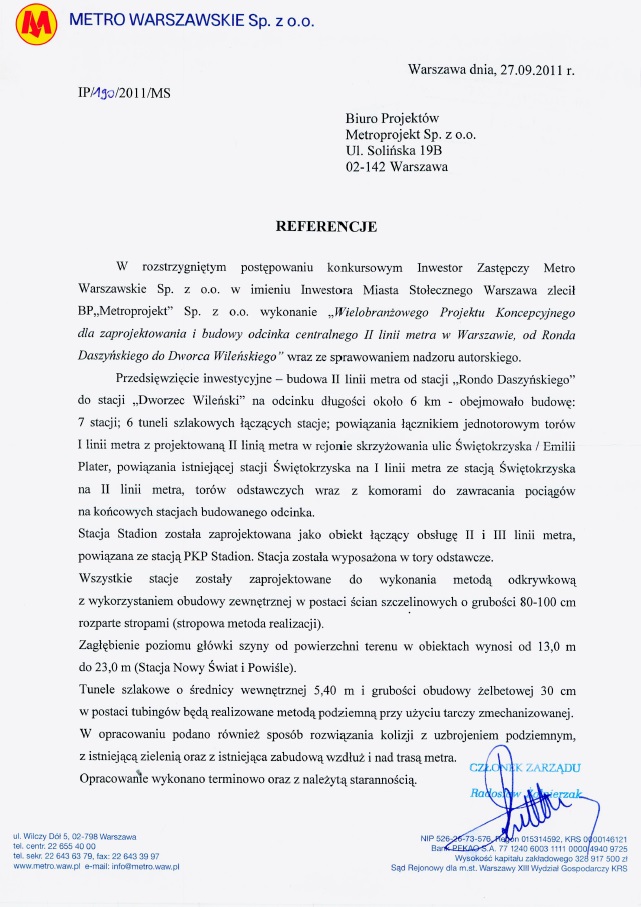 METRO WARSZAWSKIE Sp. z o.o.
Warszawa dnia, 27.09.2011 r.
IP/190/2011/MS
Biuro Projektów
Metroprojekt Sp. z o.o.
Ul. Solińska 19B
02-142 Warszawa
REFERENCJE
W rozstrzygniętym postępowaniu konkursowym Inwestor Zastępczy Metro
Warszawskie Sp. z o.o. w imieniu Inwestora Miasta Stołecznego Warszawa zlecił
BP„Metroprojekt” Sp. z o.o. wykonanie „Wielobranżowego Projektu Koncepcyjnego
dla zaprojektowania i budowy odcinka centralnego II linii metra w Warszawie, od Ronda
Daszyńskiego do Dworca Wileńskiego” wraz ze sprawowaniem nadzoru autorskiego.
Przedsięwzięcie inwestycyjne – budowa II linii metra od stacji „Rondo Daszyńskiego”
do stacji „Dworzec Wileński” na odcinku długości około 6 km - obejmowało budowę:
7 stacji; 6 tuneli szlakowych łączących stacje; powiązania łącznikiem jednotorowym torów
I linii metra z projektowaną II linią metra w rejonie skrzyżowania ulic Świętokrzyska / Emilii
Plater, powiązania istniejącej stacji Świętokrzyska na I linii metra ze stacją Świętokrzyska
na II linii metra, torów odstawczych wraz z komorami do zawracania pociągów
na końcowych stacjach budowanego odcinka.
Stacja Stadion została zaprojektowana jako obiekt łączący obsługę II i III linii metra,
powiązana ze stacją PKP Stadion. Stacja została wyposażona w tory odstawcze.
Wszystkie stacje zostały zaprojektowane do wykonania metodą odkrywkową
z wykorzystaniem obudowy zewnętrznej w postaci ścian szczelinowych o grubości 80-100 cm
rozparte stropami (stropowa metoda realizacji).
Zagłębienie poziomu główki szyny od powierzchni terenu w obiektach wynosi od 13,0 m
do 23,0 m (Stacja Nowy Świat i Powiśle).
Tunele szlakowe o średnicy wewnętrznej 5,40 m i grubości obudowy żelbetowej 30 cm
w postaci tubingów będą realizowane metodą podziemną przy użyciu tarczy zmechanizowanej.
W opracowaniu podano również sposób rozwiązania kolizji z uzbrojeniem podziemnym,
z istniejącą zielenią oraz z istniejąca zabudową wzdłuż i nad trasą metra.
Opracowanie wykonano terminowo oraz z należytą starannością.
CZŁONEK ZARZĄDU
Radosław Żołnierzak
ul. Wilczy Dół 5, 02-798 Warszawa
tel. centr. 22 655 40 00
tel. sekr. 22 643 63 79, fax: 22 643 39 97
www.metro.waw.pl e-mail: info@metro.waw.pl
NIP 526-26-73-576, Regon 015314592, KRS 0000146121
Bank PEKAO S.A. 77 1240 6003 1111 0000 4940 9725
Wysokość kapitału zakładowego 328 917 500 zł
Sąd Rejonowy dla m.st. Warszawy XIII Wydział Gospodarczy KRS